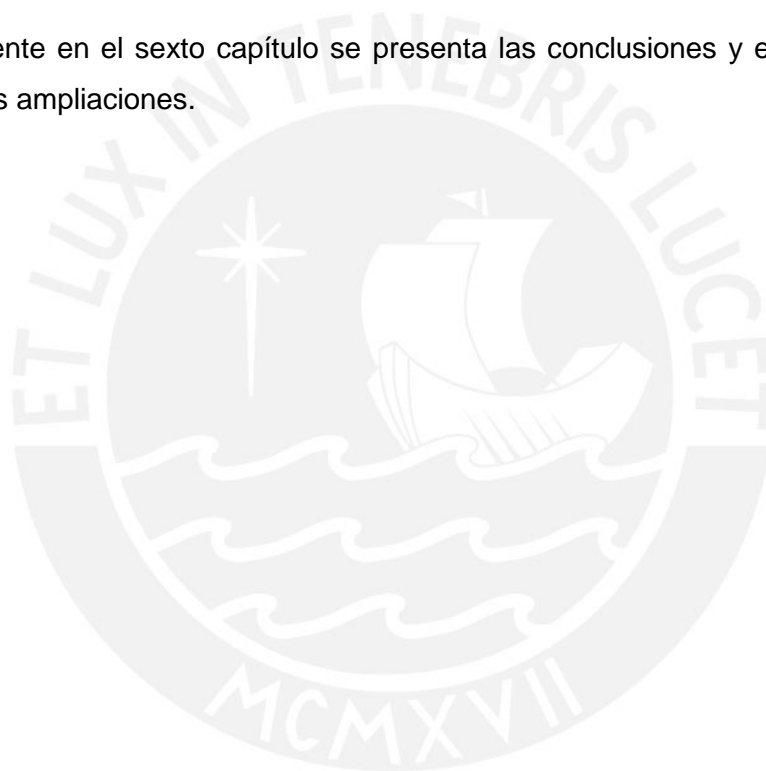 ente en el sexto capítulo se presenta las conclusiones y e
s ampliaciones.
ET LUX IN TENEBRIS LUCET
MCMXVII